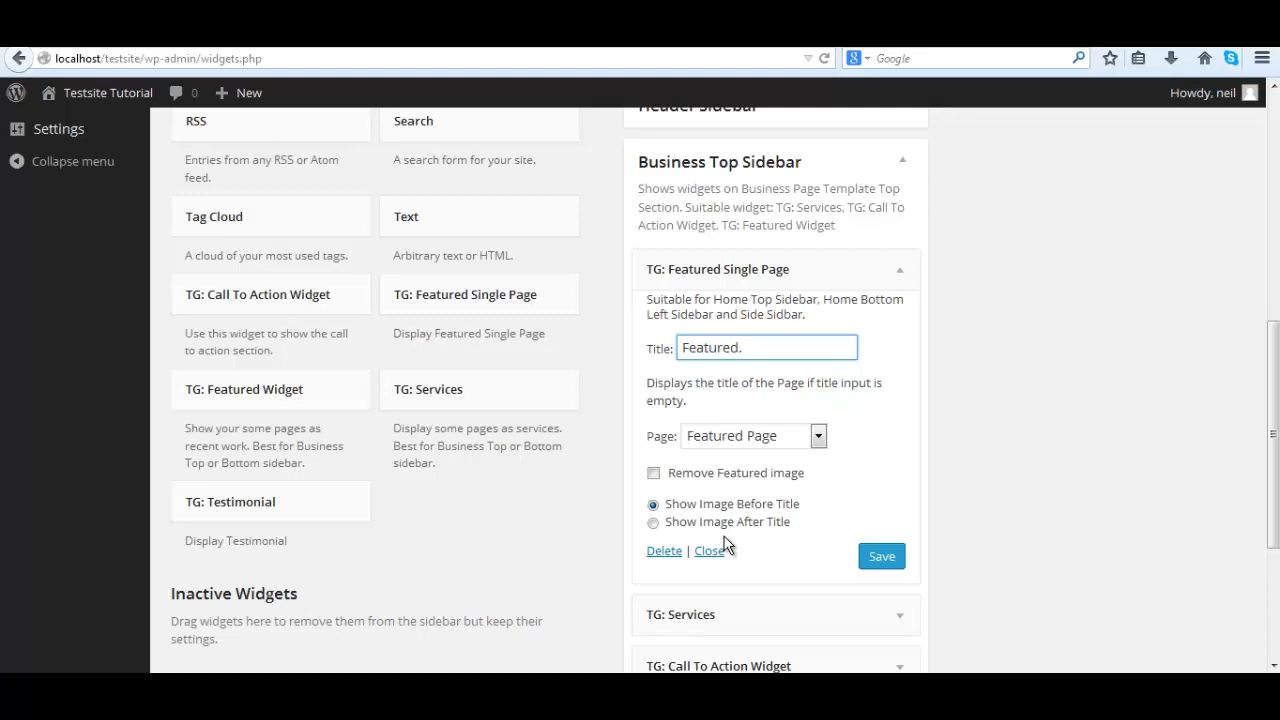 localhost/testsite/wp-admin/widgets.php
Google
Testsite Tutorial 0 New
Howdy, neil
Settings
Collapse menu
RSS
Entries from any RSS or Atom
feed.
Search
A search form for your site.
Tag Cloud
A cloud of your most used tags.
Text
Arbitrary text or HTML.
TG: Call To Action Widget
Use this widget to show the call
to action section.
TG: Featured Single Page
Display Featured Single Page
TG: Featured Widget
Show your some pages as
recent work. Best for Business
Top or Bottom sidebar.
TG: Services
Display some pages as services.
Best for Business Top or Bottom
sidebar.
TG: Testimonial
Display Testimonial
Inactive Widgets
Drag widgets here to remove them from the sidebar but keep their
settings.
Header Sidebar
Business Top Sidebar
Shows widgets on Business Page Template Top
Section. Suitable widget: TG: Services, TG: Call To
Action Widget, TG: Featured Widget
TG: Featured Single Page
Suitable for Home Top Sidebar, Home Bottom
Left Sidebar and Side Sidbar.
Title: Featured.
Displays the title of the Page if title input is
empty.
Page: Featured Page
Remove Featured image
Show Image Before Title
Show Image After Title
Delete | Close
Save
TG: Services
TG: Call To Action Widget